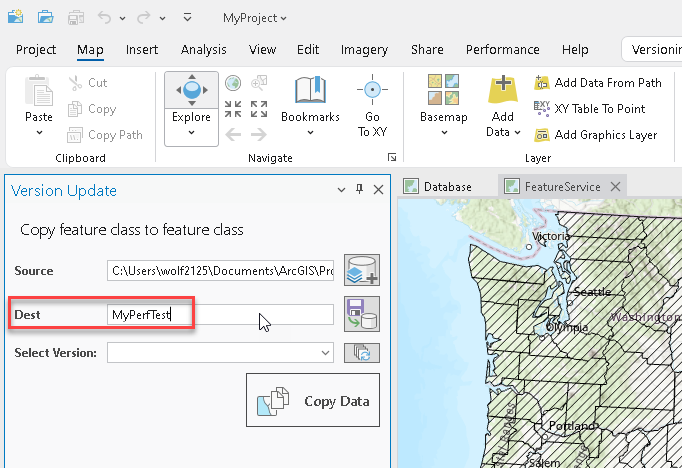 MyProject
Project Map Insert Analysis View Edit Imagery Share Performance Help
Paste
Cut
Copy
Copy Path
Clipboard
Explore
Bookmarks
Go
To XY
Navigate
Basemap
Add
Data
Add Data From Path
XY Table To Point
Add Graphics Layer
Layer
Version Update
Copy feature class to feature class
Source C:\Users\wolf2125\Documents\ArcGIS\Pro
Dest MyPerfTest
Select Version:
Copy Data
Database FeatureService
Victoria
Seattle
Washington
Olympia
Portland
Salem